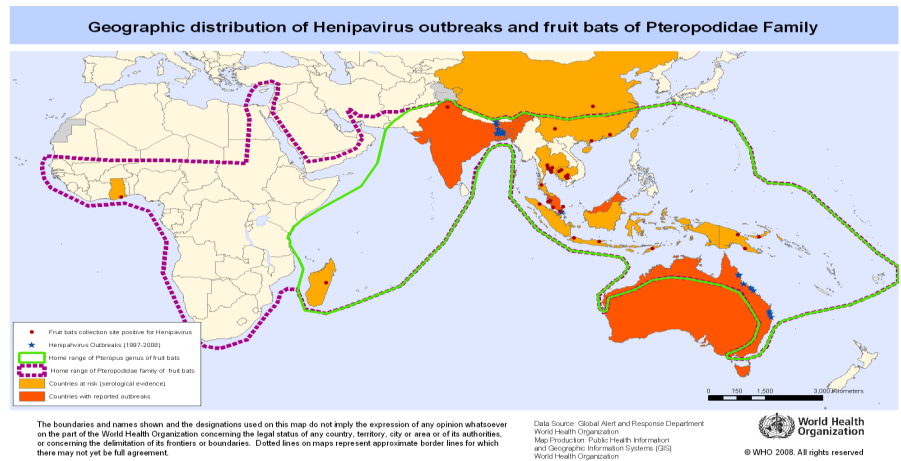 Geographic distribution of Henipavirus outbreaks and fruit bats of Pteropodidae Family
Fruit bats collection site positive for Henipavirus
Henipahvirus Outbreaks (1997-2008)
Home range of Pteropus genus of fruit bats
Home range of Pteropodidae family of fruit bats
Countries at risk (serological evidence)
Countries with reported outbreaks
0 750 1,500 3,000 Kilometers
The boundaries and names shown and the designations used on this map do not imply the expression of any opinion whatsoever
on the part of the World Health Organization concerning the legal status of any country, territory, city or area or of its authorities,
or concerning the delimitation of its frontiers or boundaries. Dotted lines on maps represent approximate border lines for which
there may not yet be full agreement.
Data Source: Global Alert and Response Department
World Health Organization
Map Production: Public Health Information
and Geographic Information Systems (GIS)
World Health Organization
World Health
Organization
© WHO 2008. All rights reserved